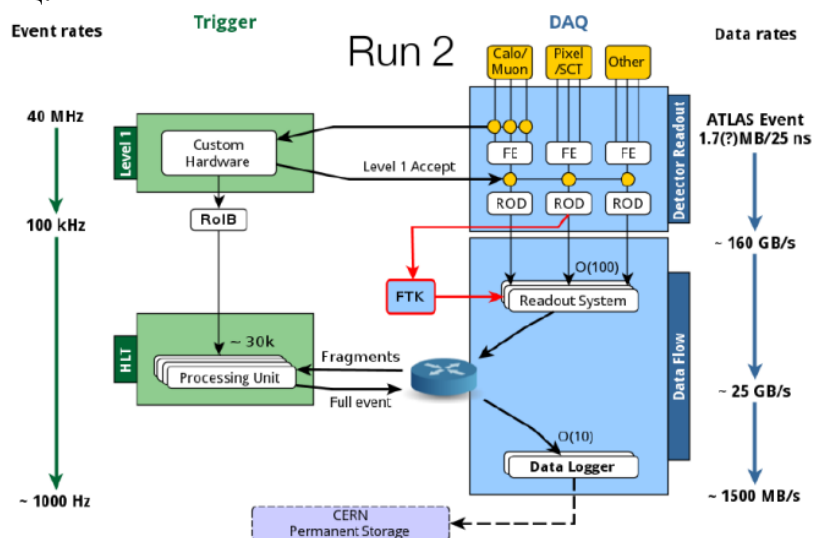 Event rates
Trigger
Run 2
DAQ
Data rates
Calo/
Muon
Pixel
/SCT
Other
40 MHz
Level 1
Custom
Hardware
Level 1 Accept
FE
FE
FE
ROD
ROD
ROD
Detector Readout
ATLAS Event
1.7(?)MB/25 ns
100 kHz
RoIB
~ 160 GB/s
FTK
O(100)
Readout System
HLT
~ 30k
Processing Unit
Fragments
Full event
Data Flow
~ 25 GB/s
O(10)
Data Logger
~ 1000 Hz
~ 1500 MB/s
CERN
Permanent Storage